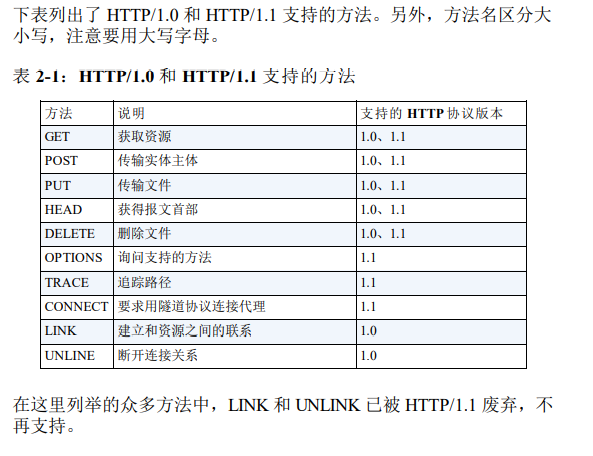 下表列出了 HTTP/1.0 和 HTTP/1.1 支持的方法。另外，方法名区分大
小写，注意要用大写字母。
表 2-1：HTTP/1.0 和 HTTP/1.1 支持的方法
方法 说明 支持的 HTTP 协议版本
GET 获取资源 1.0、1.1
POST 传输实体主体 1.0、1.1
PUT 传输文件 1.0、1.1
HEAD 获得报文首部 1.0、1.1
DELETE 删除文件 1.0、1.1
OPTIONS 询问支持的方法 1.1
TRACE 追踪路径 1.1
CONNECT 要求用隧道协议连接代理 1.1
LINK 建立和资源之间的联系 1.0
UNLINE 断开连接关系 1.0
在这里列举的众多方法中，LINK 和 UNLINK 已被 HTTP/1.1 废弃，不
再支持。